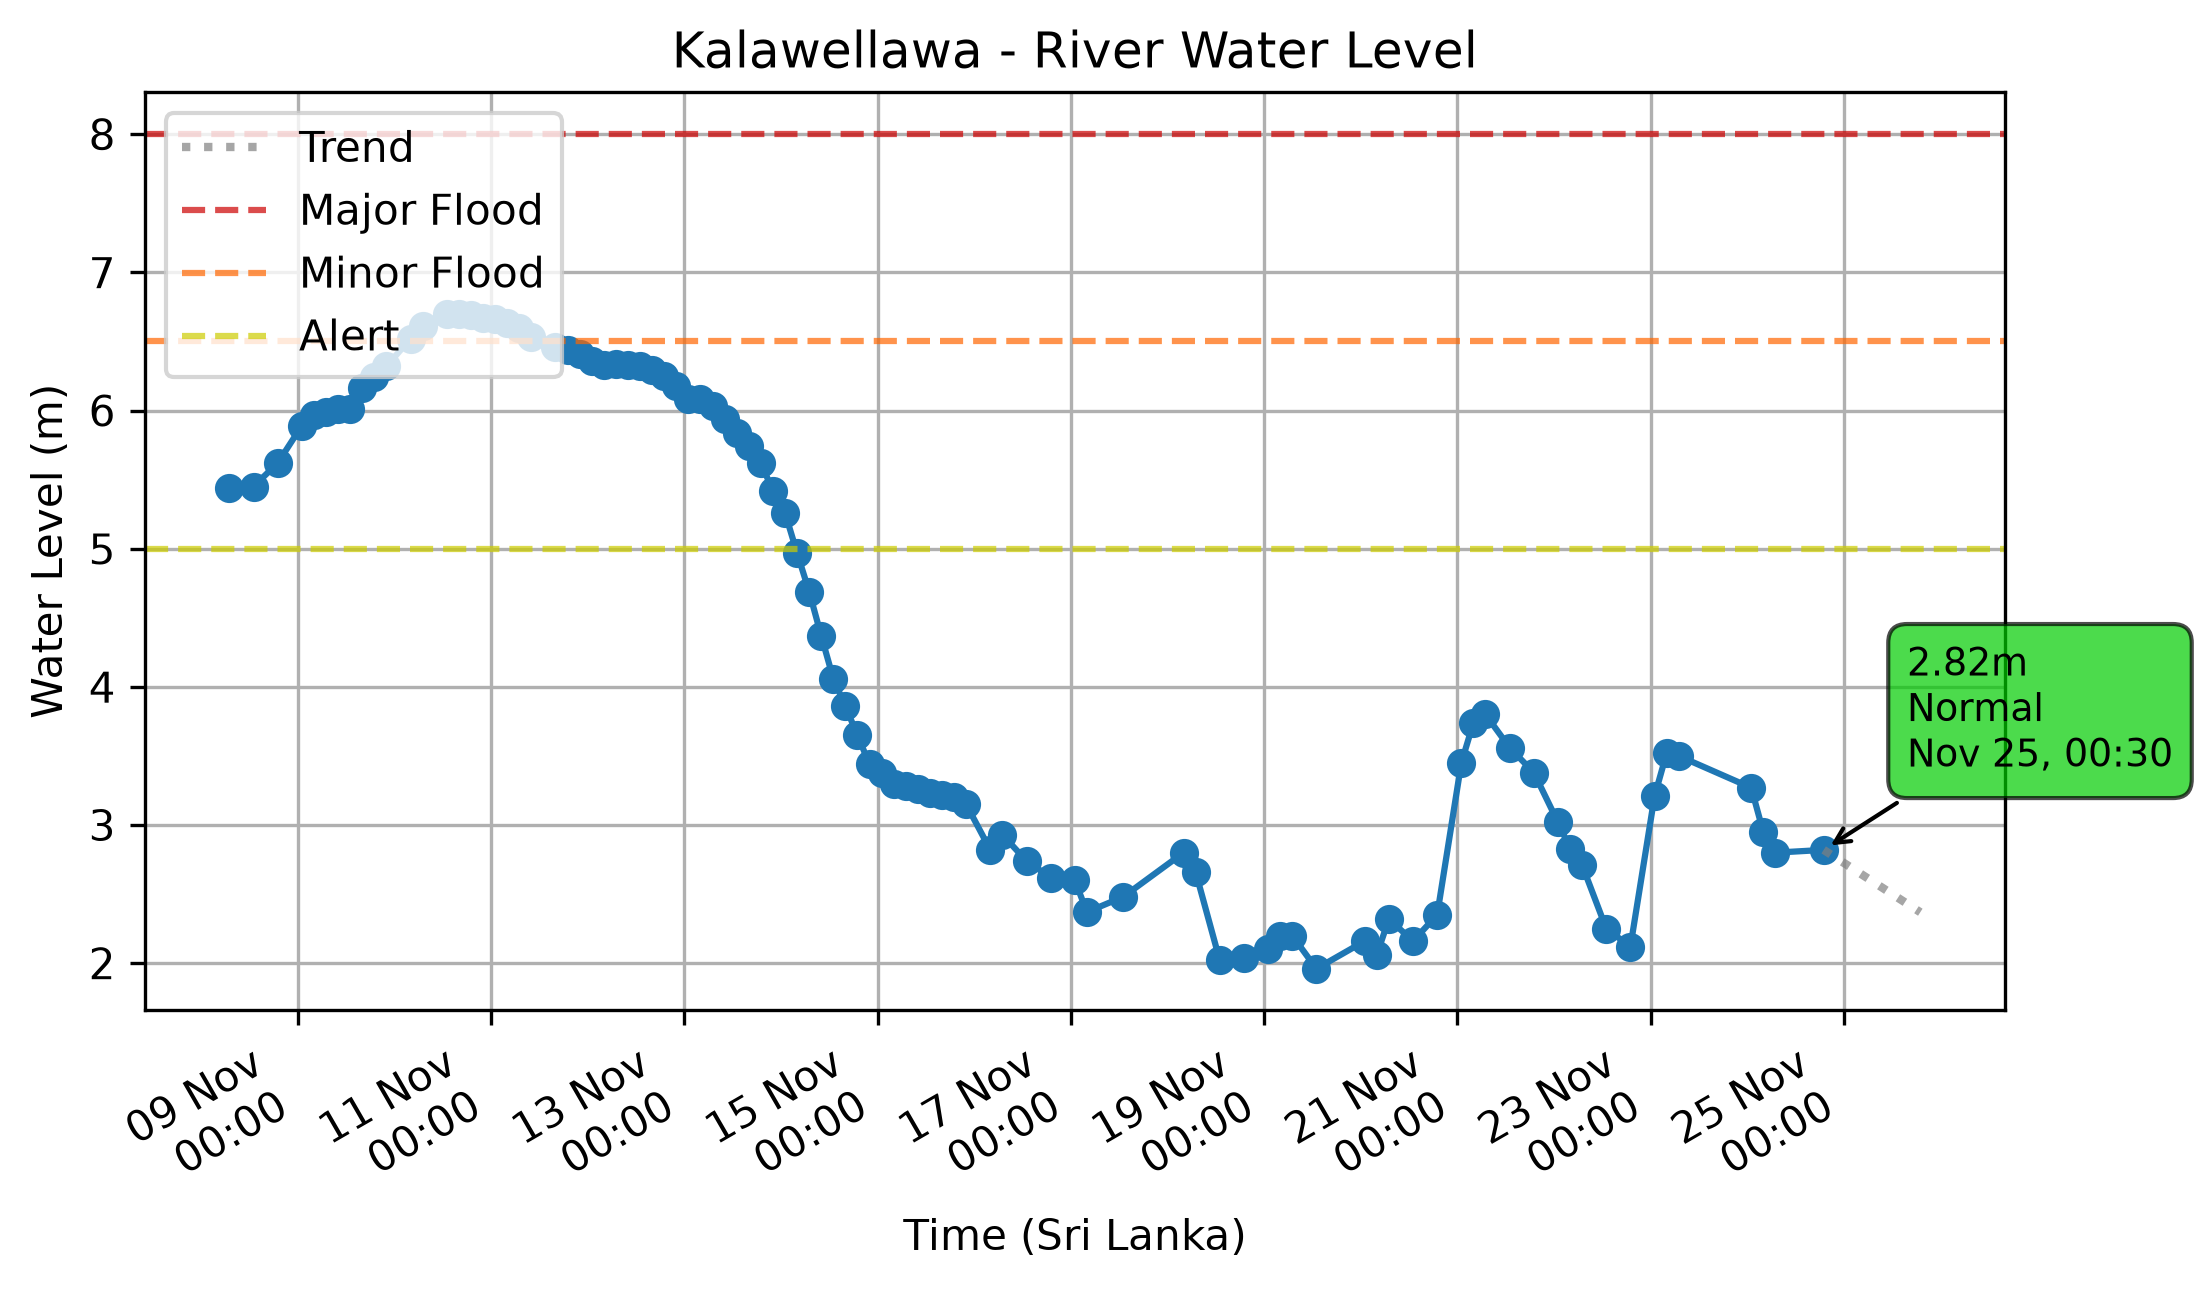 Kalawellawa - River Water Level
Trend
Major Flood
Minor Flood
Alert
8
7
6
5
4
3
2
Water Level (m)
2.82m
Normal
Nov 25, 00:30
09 Nov
00:00
11 Nov
00:00
13 Nov
00:00
15 Nov
00:00
17 Nov
00:00
19 Nov
00:00
21 Nov
00:00
23 Nov
00:00
25 Nov
00:00
Time (Sri Lanka)